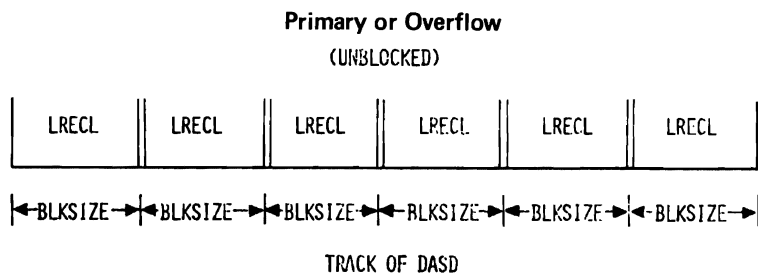 Primary or Overflow
(UNBLOCKED)
LRECL LRECL LRECL LRECL LRECL LRECL
BLKSIZE BLKSIZE BLKSIZE BLKSIZE BLKSIZE BLKSIZE
TRACK OF DASD